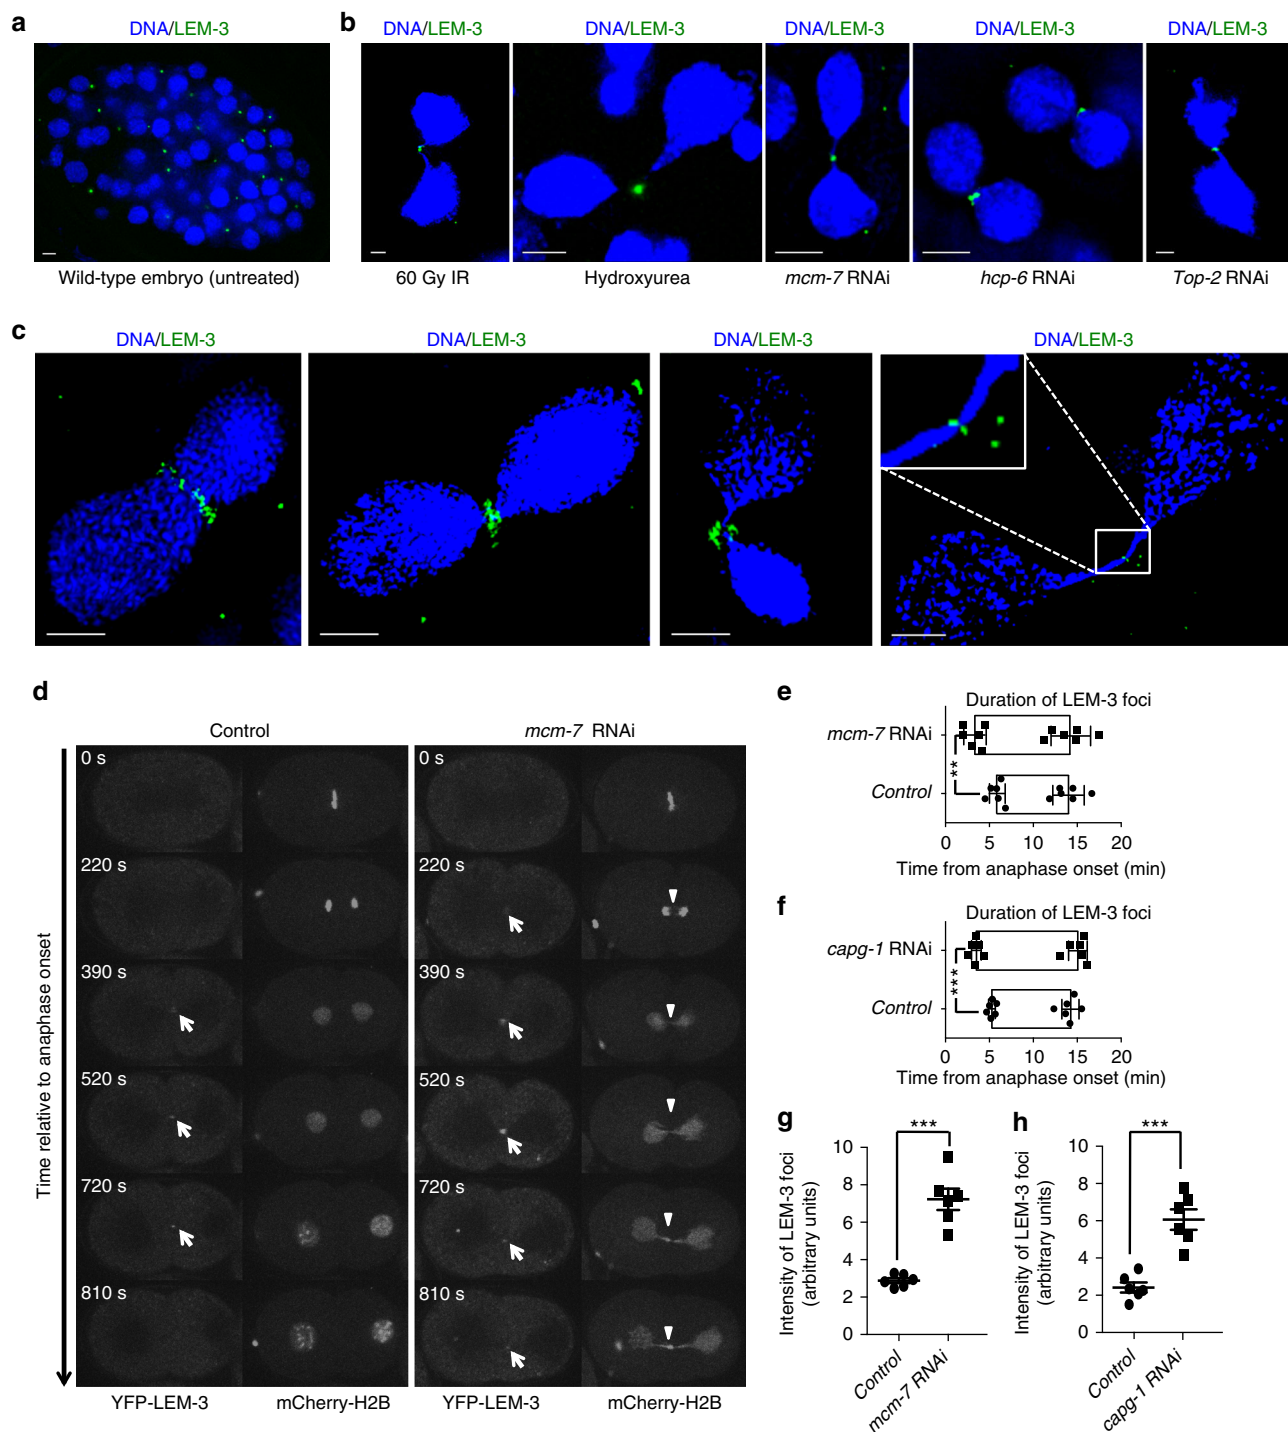 a
DNA/LEM-3
Wild-type embryo (untreated)
b
DNA/LEM-3
DNA/LEM-3
DNA/LEM-3
DNA/LEM-3
DNA/LEM-3
60 Gy IR
Hydroxyurea
mcm-7 RNAi
hcp-6 RNAi
Top-2 RNAi
c
DNA/LEM-3
DNA/LEM-3
DNA/LEM-3
DNA/LEM-3
d
Control
mcm-7 RNAi
Time relative to anaphase onset
0 s
0 s
220 s
220 s
390 s
390 s
520 s
520 s
720 s
720 s
810 s
810 s
YFP-LEM-3
mCherry-H2B
YFP-LEM-3
mCherry-H2B
e
Duration of LEM-3 foci
mcm-7 RNAi
**
Control
0 5 10 15 20
Time from anaphase onset (min)
f
Duration of LEM-3 foci
capg-1 RNAi
***
Control
0 5 10 15 20
Time from anaphase onset (min)
g
***
Intensity of LEM-3 foci
(arbitrary units)
10
8
6
4
2
0
Control
mcm-7 RNAi
h
***
Intensity of LEM-3 foci
(arbitrary units)
10
8
6
4
2
0
Control
capg-1 RNAi